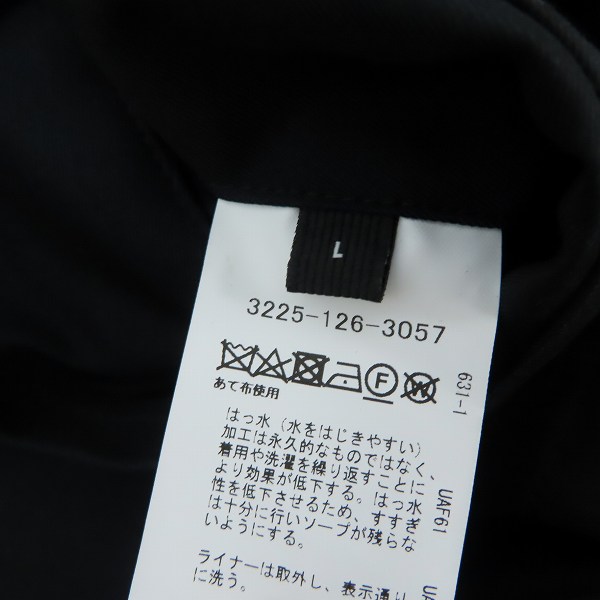 L
3225-126-3057
F
W
あて布使用
はっ水（水をはじきやすい）
加工は永久的なものではなく、
着用や洗濯を繰り返すことに
より効果が低下する。はっ水
性を低下させるため、すすぎ
は十分に行いソープが残らな
いようにする。
ライナーは取外し、表示通り
に洗う。
631-1
UAF61
UA